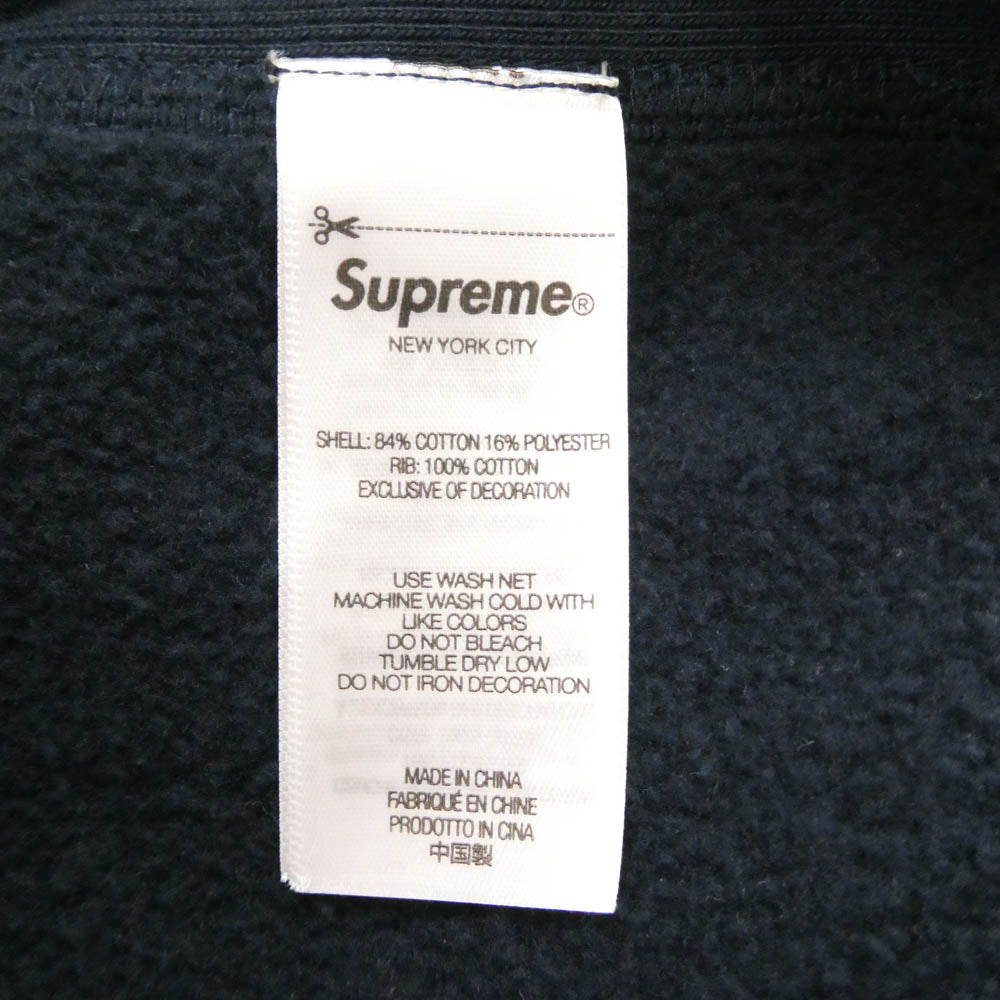 Supreme®
NEW YORK CITY
SHELL: 84% COTTON 16% POLYESTER
RIB: 100% COTTON
EXCLUSIVE OF DECORATION
USE WASH NET
MACHINE WASH COLD WITH
LIKE COLORS
DO NOT BLEACH
TUMBLE DRY LOW
DO NOT IRON DECORATION
MADE IN CHINA
FABRIQUÉ EN CHINE
PRODOTTO IN CINA
中国製